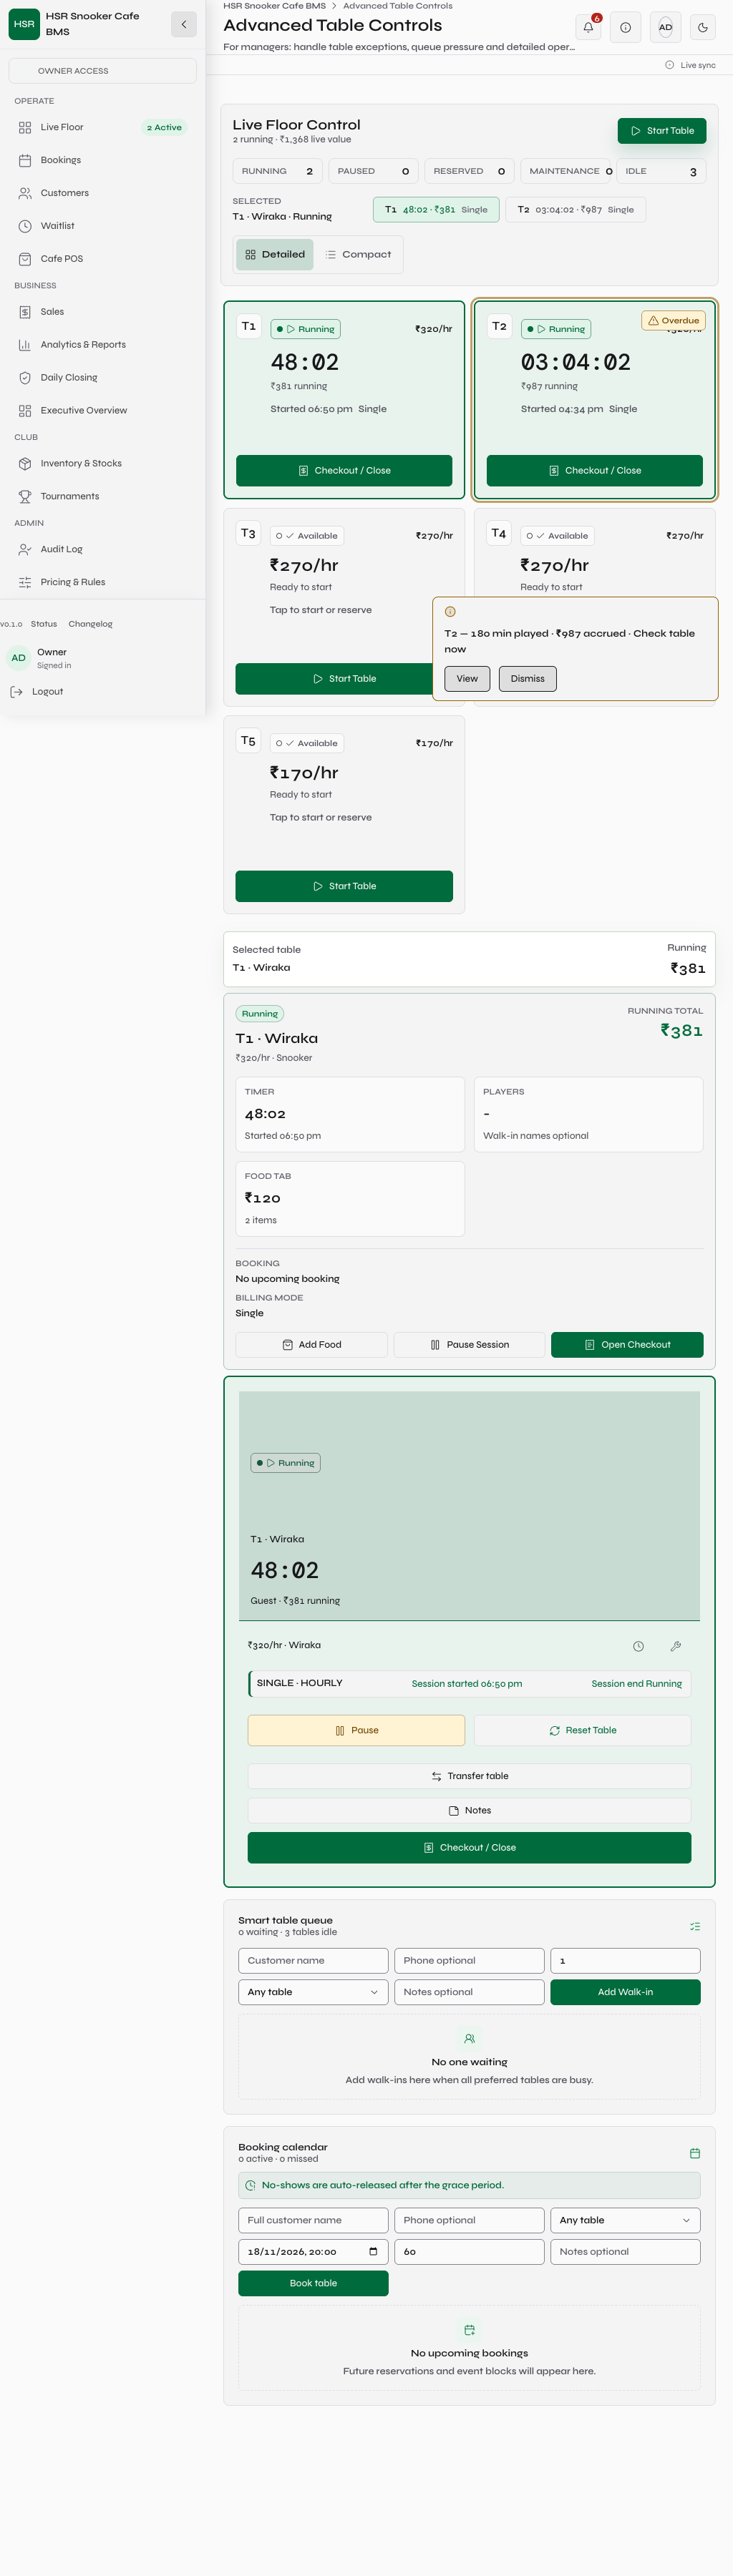 HSR
HSR Snooker Cafe
BMS
OWNER ACCESS
OPERATE
Live Floor
2 Active
Bookings
Customers
Waitlist
Cafe POS
BUSINESS
Sales
Analytics & Reports
Daily Closing
Executive Overview
CLUB
Inventory & Stocks
Tournaments
ADMIN
Audit Log
Pricing & Rules
v0.1.0 Status Changelog
AD
Owner
Signed in
Logout
HSR Snooker Cafe BMS > Advanced Table Controls
Advanced Table Controls
For managers: handle table exceptions, queue pressure and detailed oper...
6
AD
Live sync
Live Floor Control
2 running · ₹1,368 live value
Start Table
RUNNING 2
PAUSED 0
RESERVED 0
MAINTENANCE 0
IDLE 3
SELECTED
T1 · Wiraka · Running
T1 48:02 · ₹381 Single
T2 03:04:02 · ₹987 Single
Detailed
Compact
T1
Running
₹320/hr
48:02
₹381 running
Started 06:50 pm Single
Checkout / Close
T2
Running
Overdue
03:04:02
₹987 running
Started 04:34 pm Single
Checkout / Close
T3
Available
₹270/hr
₹270/hr
Ready to start
Tap to start or reserve
Start Table
T4
Available
₹270/hr
₹270/hr
Ready to start
T2 — 180 min played · ₹987 accrued · Check table
now
View
Dismiss
T5
Available
₹170/hr
₹170/hr
Ready to start
Tap to start or reserve
Start Table
Selected table
T1 · Wiraka
Running
₹381
Running
T1 · Wiraka
₹320/hr · Snooker
RUNNING TOTAL
₹381
TIMER
48:02
Started 06:50 pm
PLAYERS
-
Walk-in names optional
FOOD TAB
₹120
2 items
BOOKING
No upcoming booking
BILLING MODE
Single
Add Food
Pause Session
Open Checkout
Running
T1 · Wiraka
48:02
Guest · ₹381 running
₹320/hr · Wiraka
SINGLE · HOURLY
Session started 06:50 pm
Session end Running
Pause
Reset Table
Transfer table
Notes
Checkout / Close
Smart table queue
0 waiting · 3 tables idle
Customer name
Phone optional
1
Any table
Notes optional
Add Walk-in
No one waiting
Add walk-ins here when all preferred tables are busy.
Booking calendar
0 active · 0 missed
No-shows are auto-released after the grace period.
Full customer name
Phone optional
Any table
18/11/2026, 20:00
60
Notes optional
Book table
No upcoming bookings
Future reservations and event blocks will appear here.